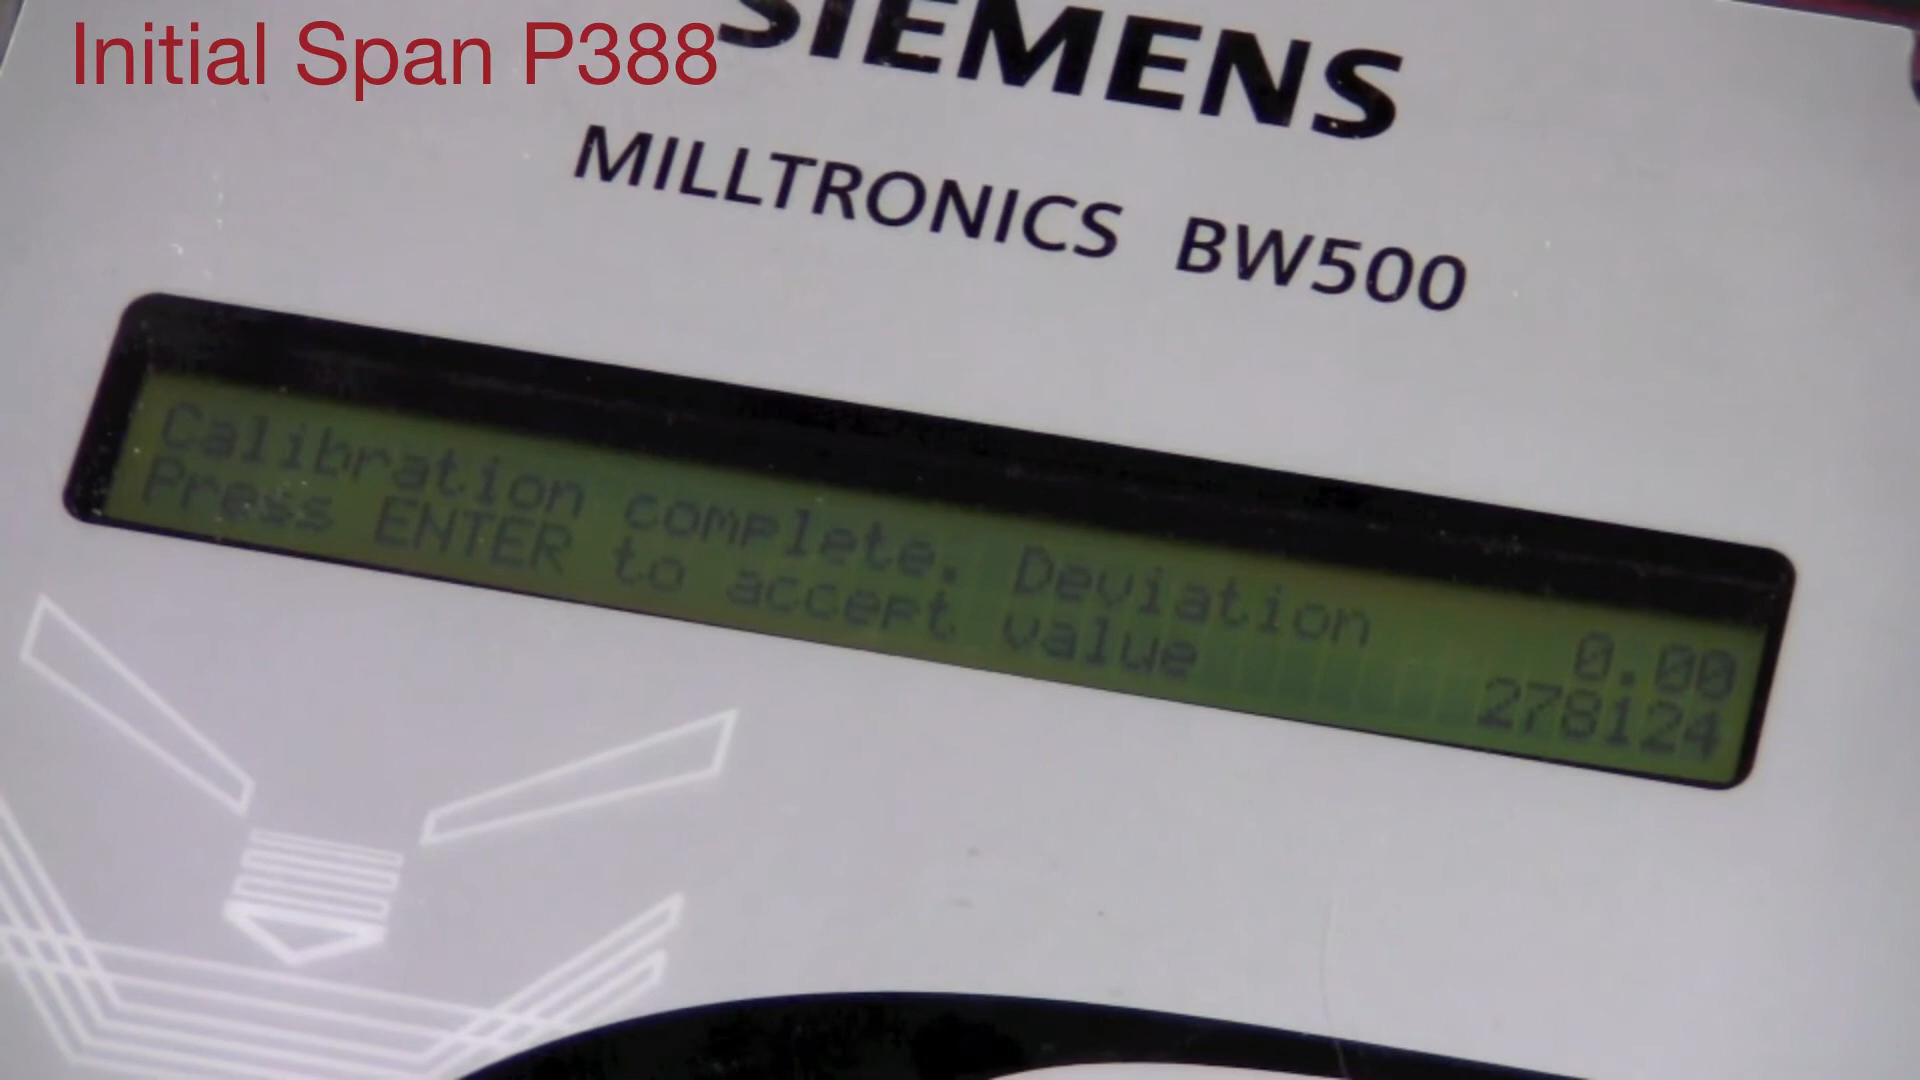 Initial Span P388
SIEMENS
MILLTRONICS BW500
Calibration complete. Deviation 0.00
Press ENTER to accept value 278124